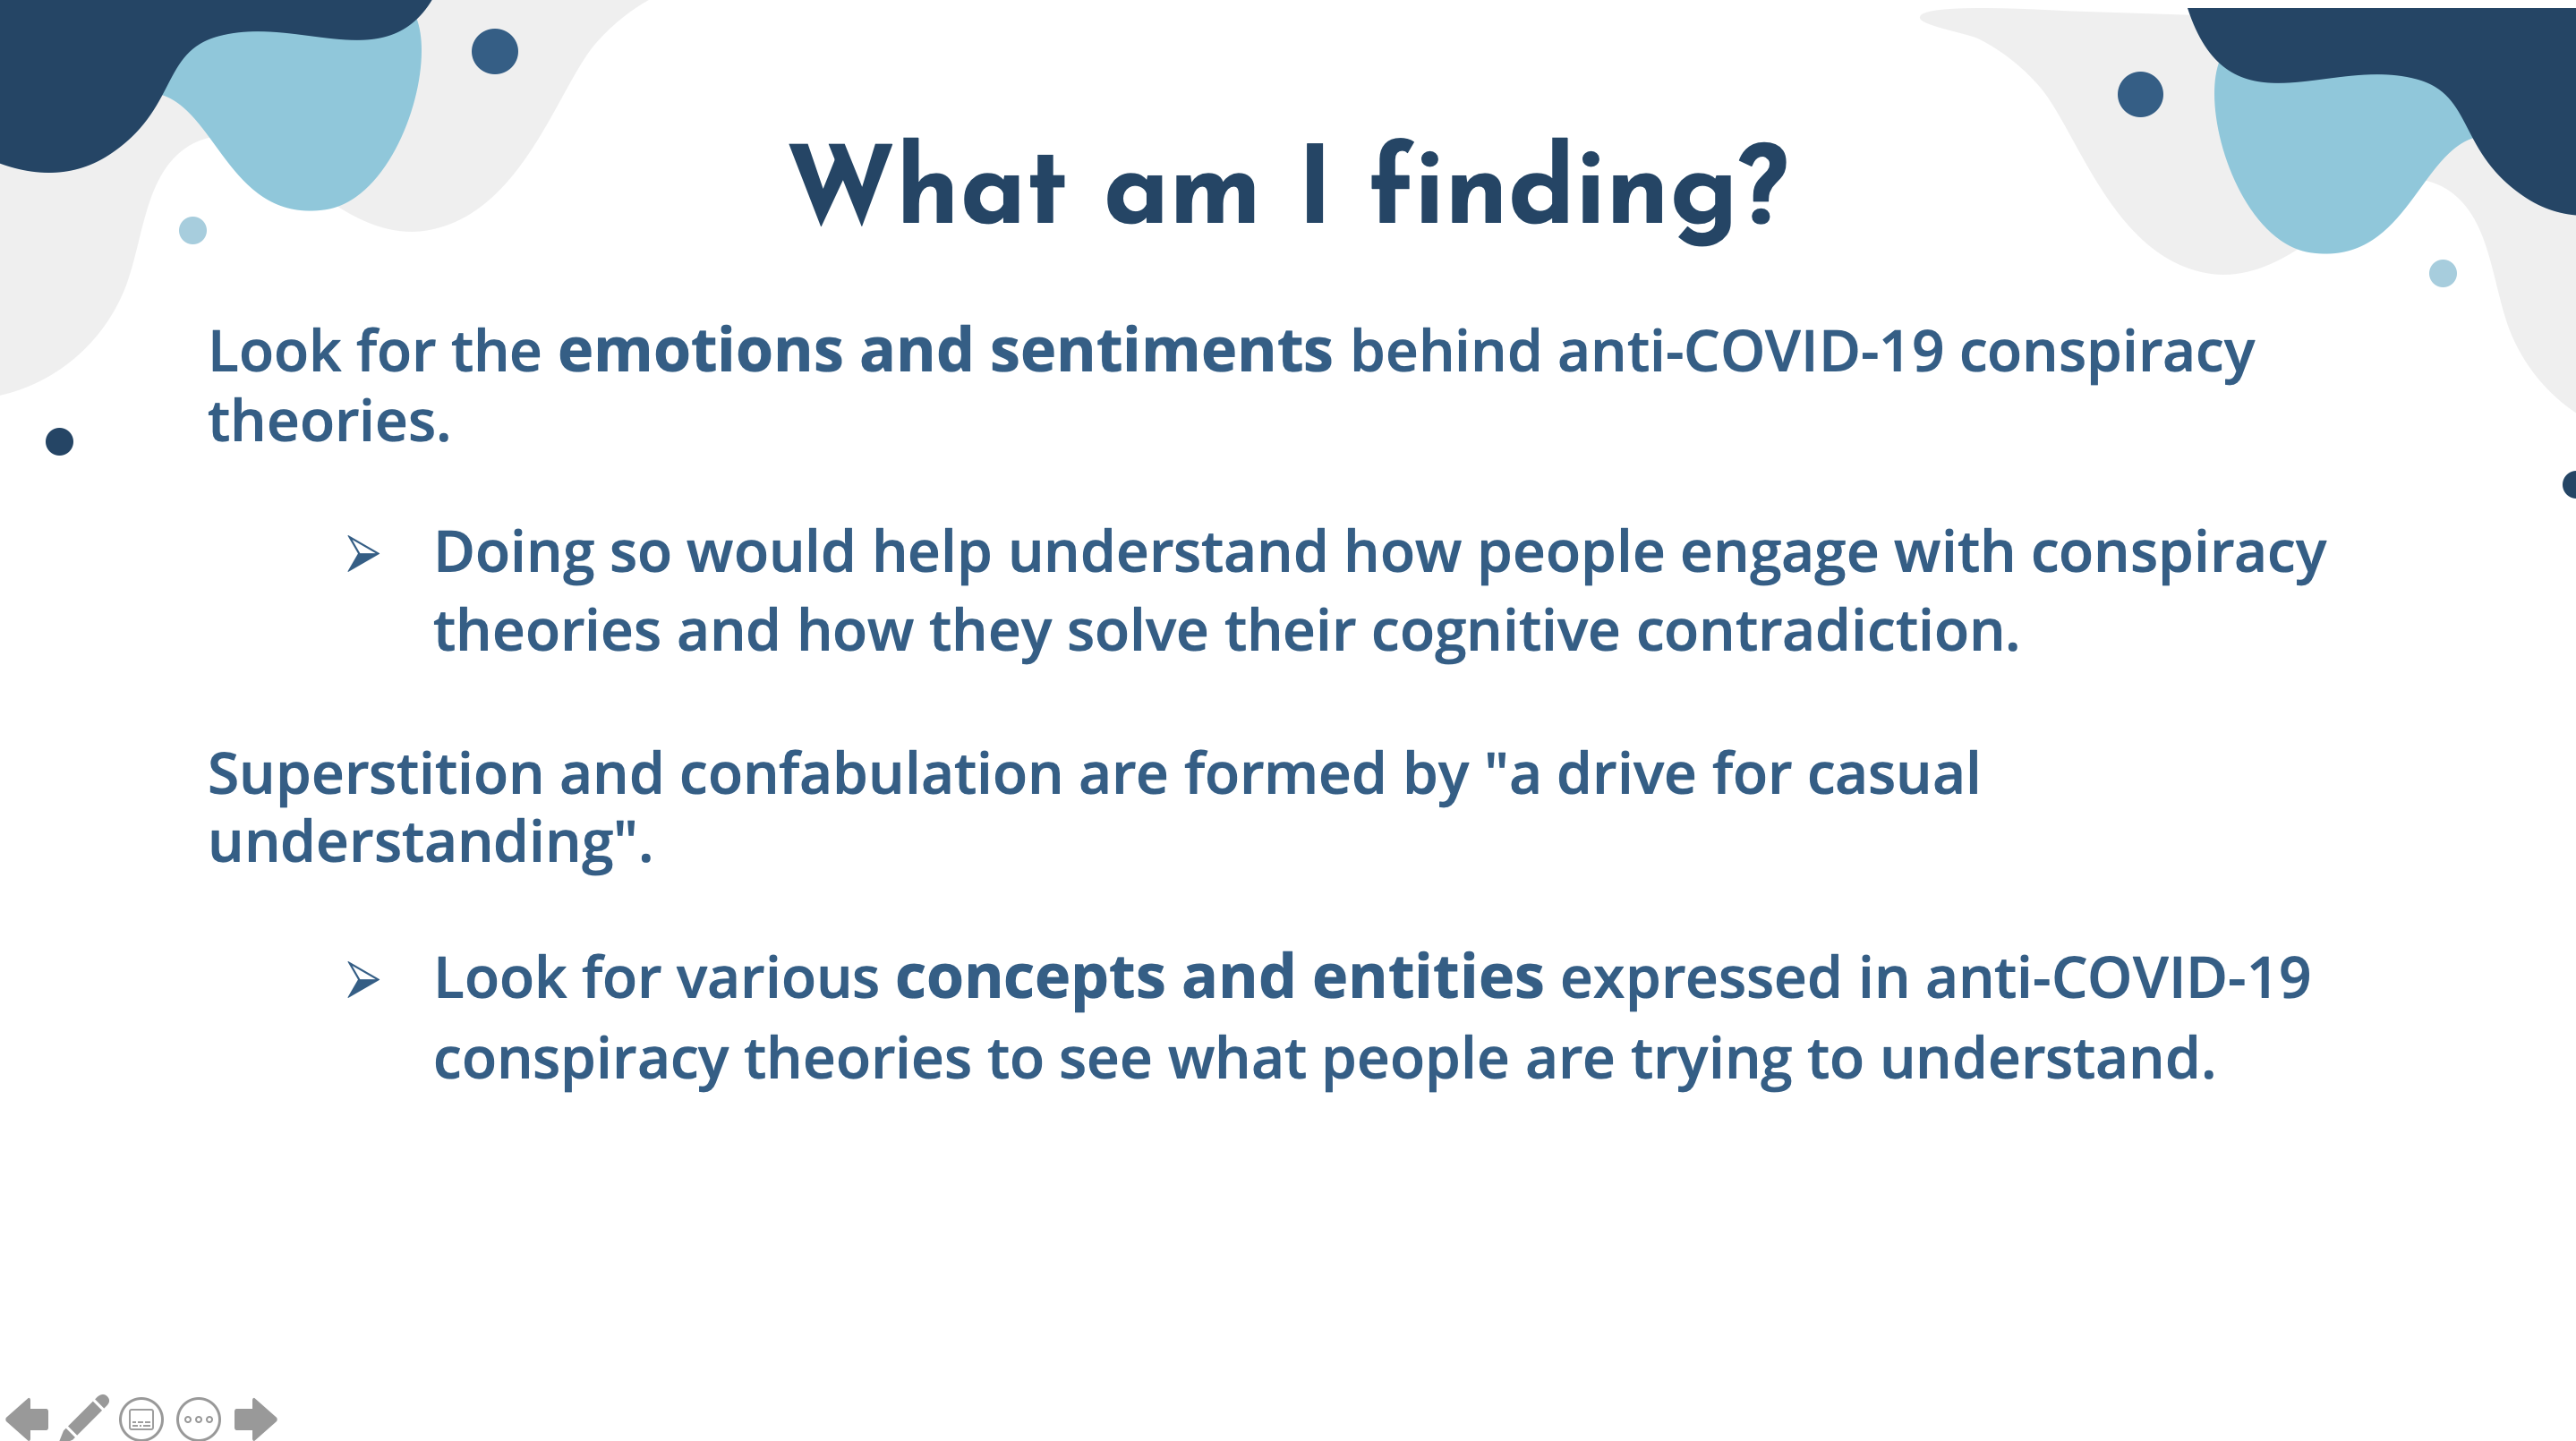 What am I finding?
Look for the emotions and sentiments behind anti-COVID-19 conspiracy
theories.
➢ Doing so would help understand how people engage with conspiracy
theories and how they solve their cognitive contradiction.
Superstition and confabulation are formed by "a drive for casual
understanding".
➢ Look for various concepts and entities expressed in anti-COVID-19
conspiracy theories to see what people are trying to understand.